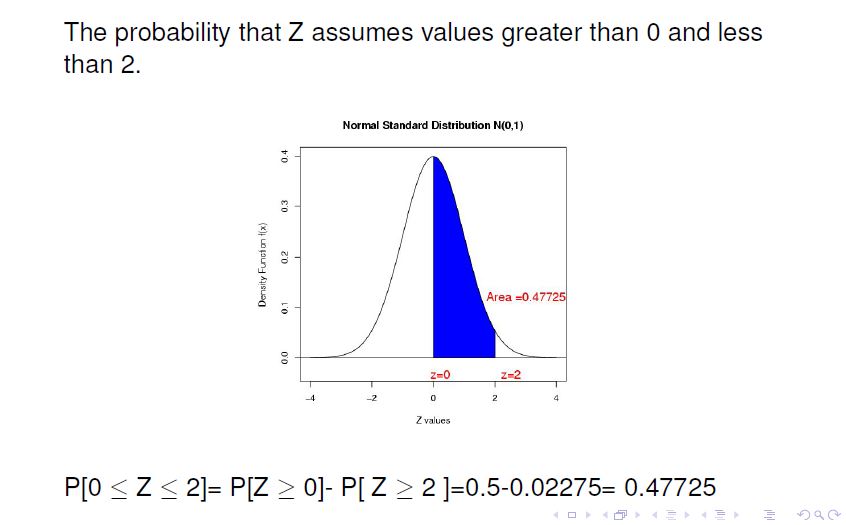 The probability that Z assumes values greater than 0 and less
than 2.
Normal Standard Distribution N(0,1)
Density Function f(x)
0.4
0.3
0.2
0.1
0.0
Area =0.47725
z=0 z=2
-4 -2 0 2 4
Z values
P[0 ≤ Z ≤ 2]= P[Z ≥ 0]- P[ Z ≥ 2 ]=0.5-0.02275= 0.47725